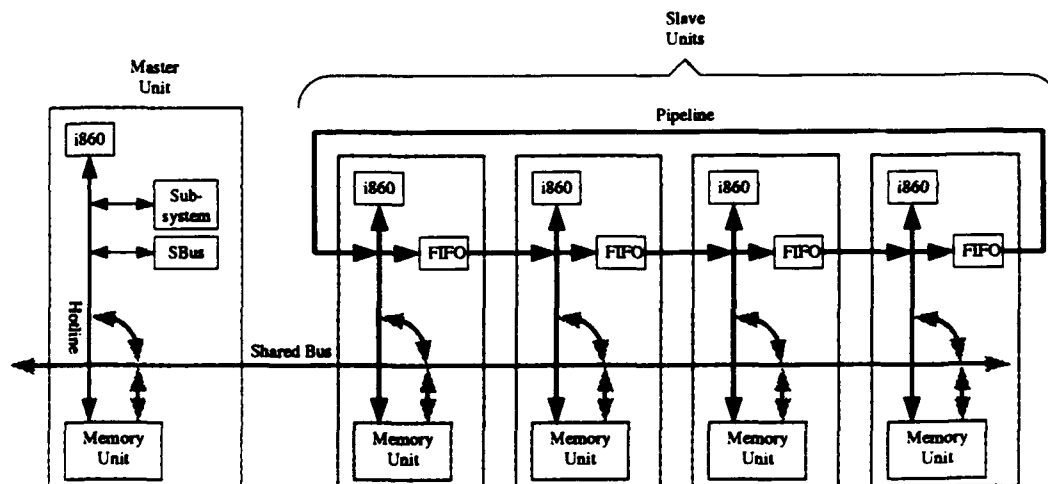 Slave
Units
Master
Unit
Pipeline
i860
i860
i860
i860
i860
Sub-
system
SBus
FIFO
FIFO
FIFO
FIFO
Hotline
Shared Bus
Memory
Unit
Memory
Unit
Memory
Unit
Memory
Unit
Memory
Unit